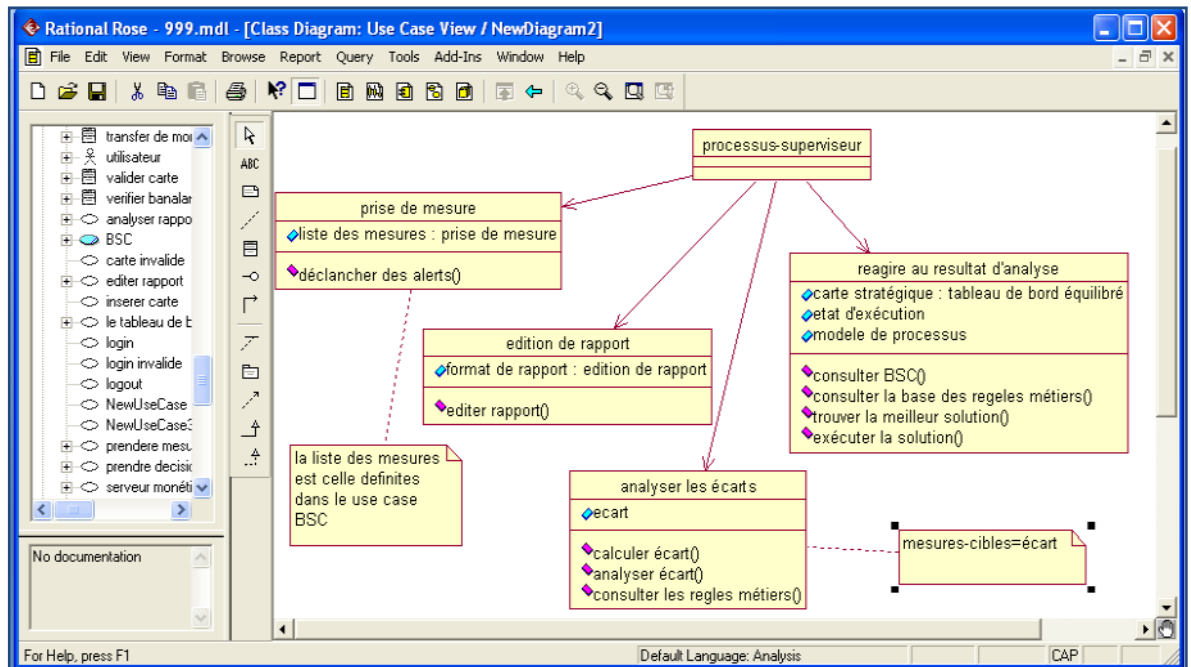 Rational Rose - 999.mdl - [Class Diagram: Use Case View / NewDiagram2]
File Edit View Format Browse Report Query Tools Add-Ins Window Help
transfer de mor
utilisateur
valider carte
verifier banalar
analyser rappo
BSC
carte invalide
editer rapport
inserer carte
le tableau de b
login
login invalide
logout
NewUseCase
NewUseCase3
prendere mesu
prendre decisic
serveur monéti
No documentation
ABC
processus-superviseur
prise de mesure
liste des mesures : prise de mesure
déclancher des alerts()
reagire au resultat d'analyse
carte stratégique : tableau de bord équilibré
etat d'exécution
modele de processus
consulter BSC()
consulter la base des regeles métiers()
trouver la meilleur solution()
exécuter la solution()
edition de rapport
format de rapport : edition de rapport
editer rapport()
la liste des mesures
est celle definites
dans le use case
BSC
analyser les écarts
ecart
calculer écart()
analyser écart()
consulter les regles métiers()
mesures-cibles=écart
For Help, press F1
Default Language: Analysis
CAP